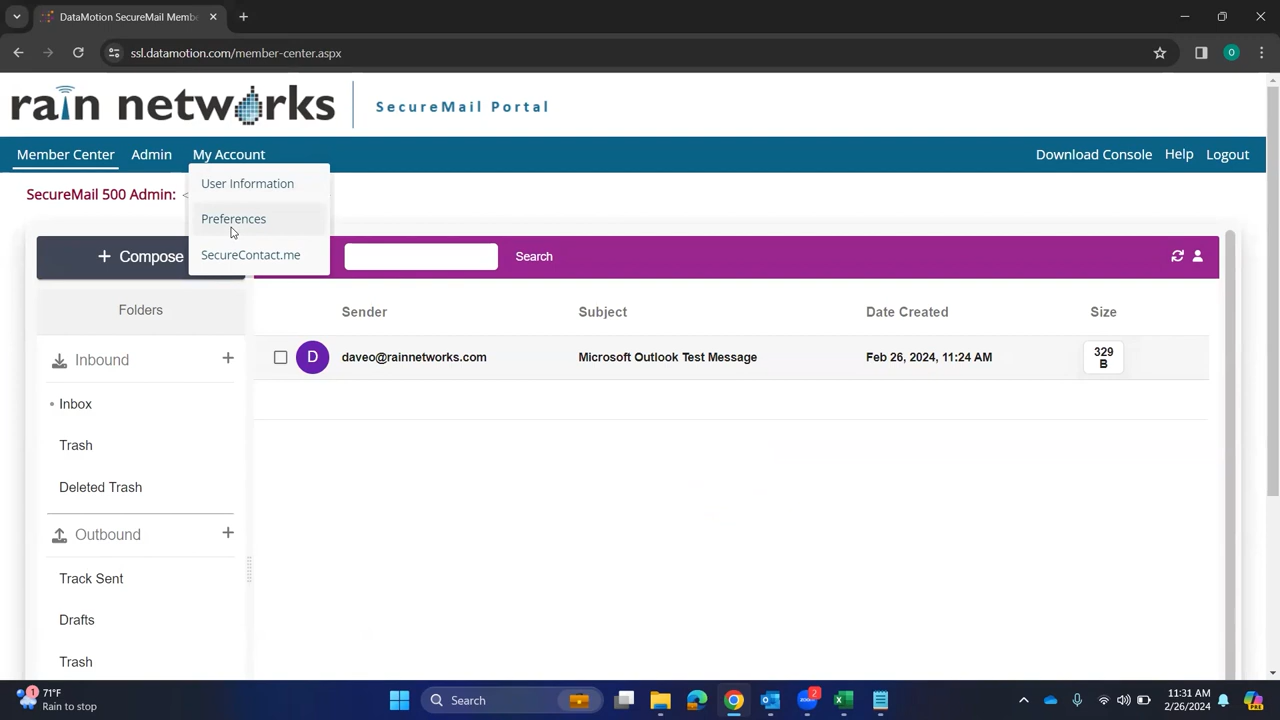 DataMotion SecureMail Memb
ssl.datamotion.com/member-center.aspx
O
rain networks
SecureMail Portal
Member Center
Admin
My Account
Download Console
Help
Logout
SecureMail 500 Admin: <
User Information
Preferences
SecureContact.me
+ Compose
Search
Folders
Sender
Subject
Date Created
Size
Inbound
D
daveo@rainnetworks.com
Microsoft Outlook Test Message
Feb 26, 2024, 11:24 AM
329
B
Inbox
Trash
Deleted Trash
Outbound
Track Sent
Drafts
Trash
1
71°F
Rain to stop
Search
2
11:31 AM
2/26/2024